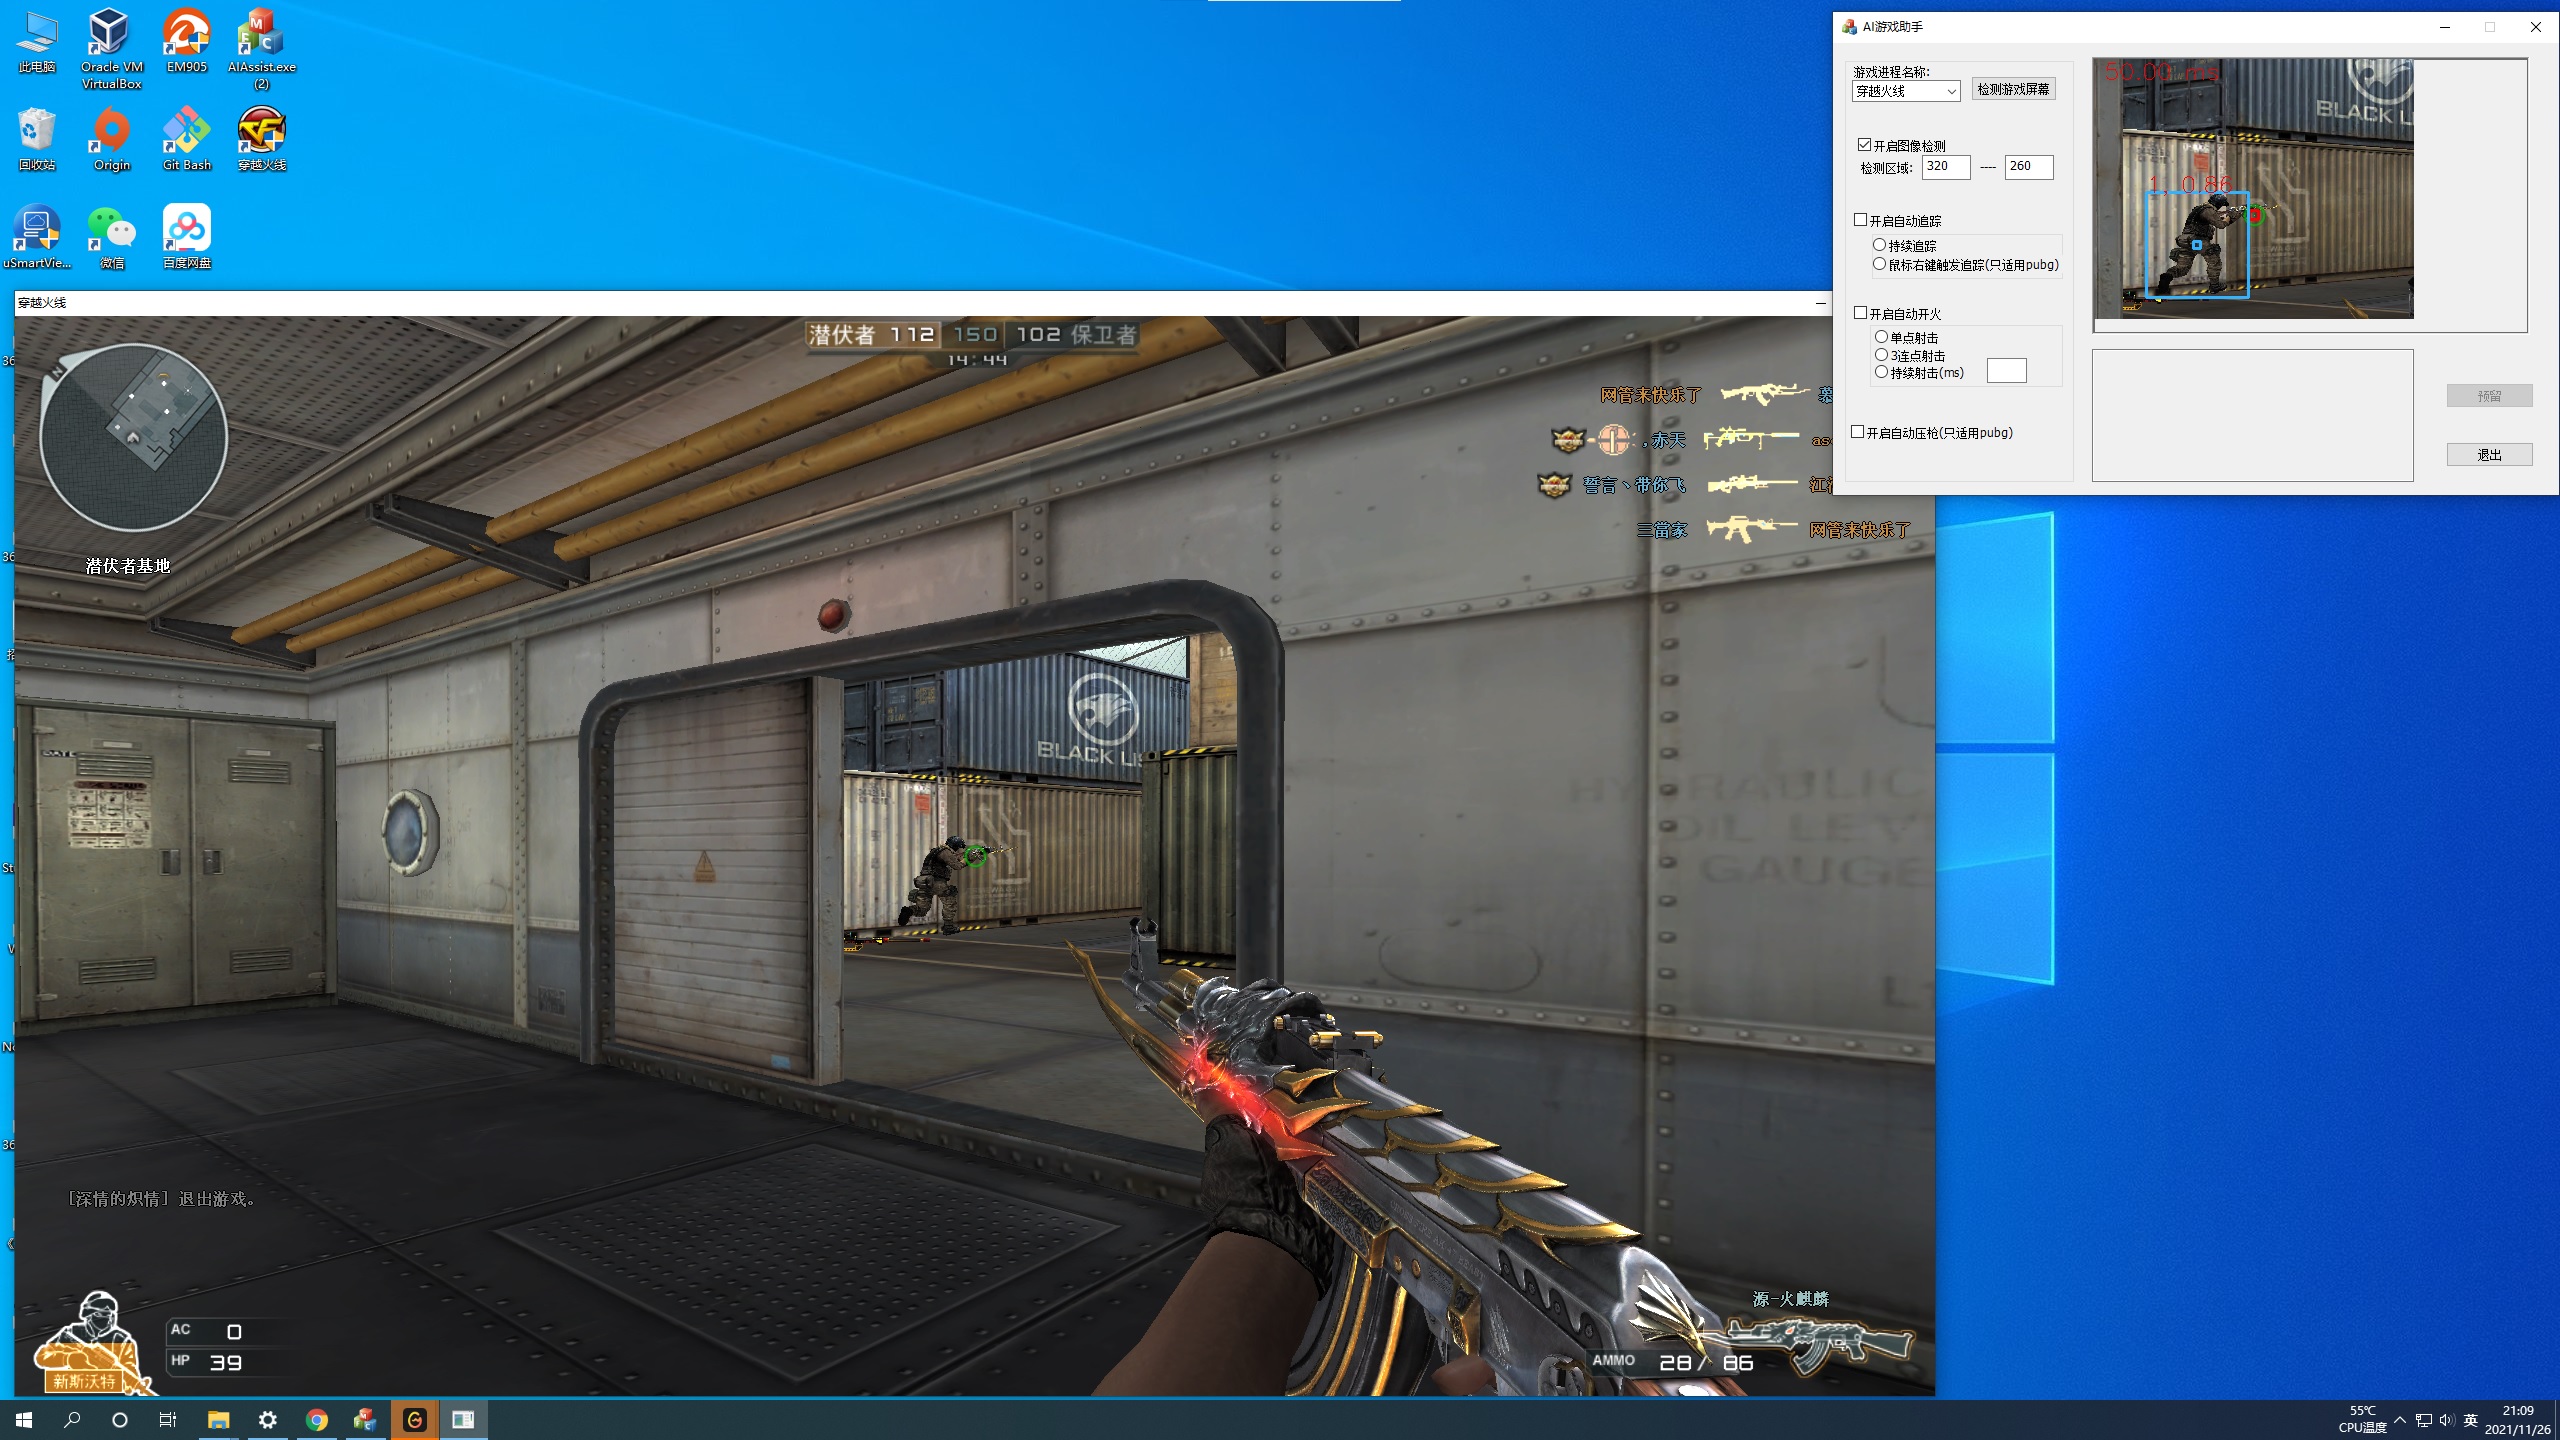 此电脑
Oracle VM
VirtualBox
EM905
AIAssist.exe
(2)
回收站
Origin
Git Bash
穿越火线
uSmartVie...
微信
百度网盘
穿越火线
潜伏者 112 150 102 保卫者
14:44
N
潜伏者基地
网管来快乐了
,赤天
誓言丶带你飞
三當家 网管来快乐了
BLACK LIS
HYDRAULIC
OIL LEV
GAUGE
[深情的炽情] 退出游戏。
新斯沃特
AC 0
HP 39
源-火麒麟
AMMO 28 / 86
AI游戏助手
游戏进程名称:
穿越火线
检测游戏屏幕
开启图像检测
检测区域: 320 ---- 260
开启自动追踪
持续追踪
鼠标右键触发追踪(只适用pubg)
开启自动开火
单点射击
3连点射击
持续射击(ms)
开启自动压枪(只适用pubg)
50.00 ms
BLACK L
1, 0.86
预留
退出
55℃
CPU温度
英
21:09
2021/11/26